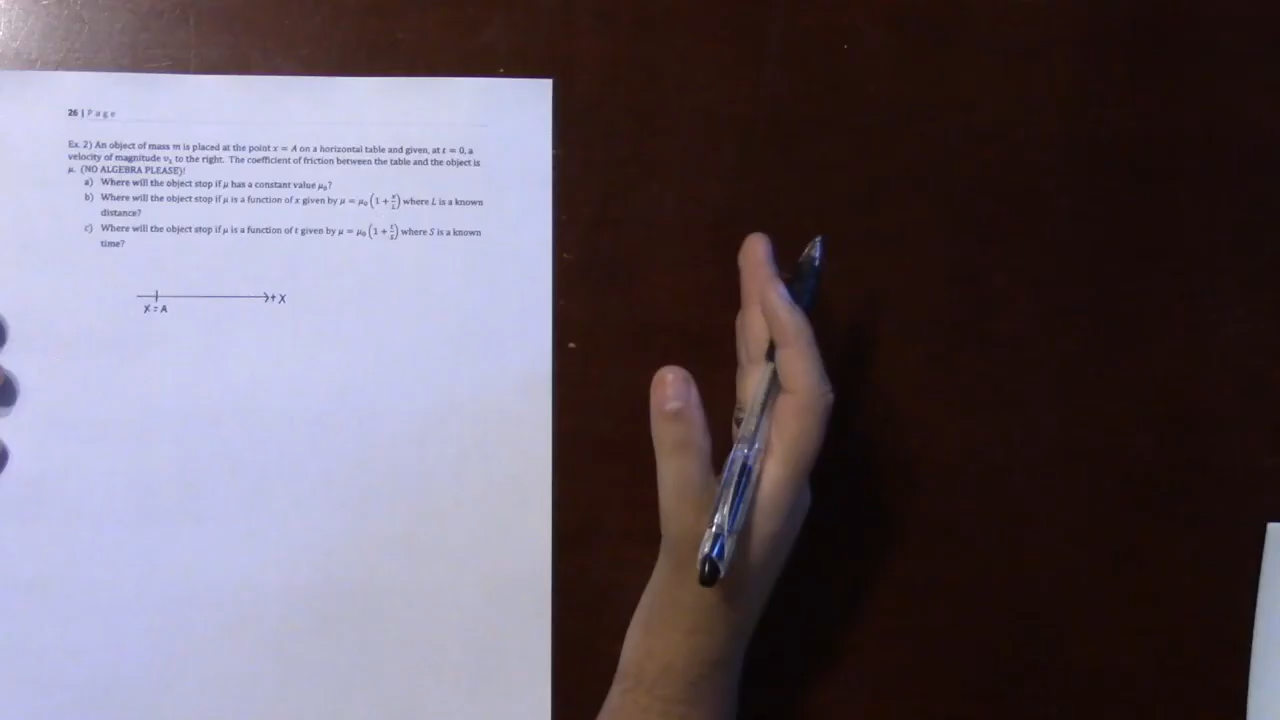 26 | Page
Ex. 2) An object of mass m is placed at the point x = A on a horizontal table and given, at t = 0, a
velocity of magnitude v₁ to the right. The coefficient of friction between the table and the object is
μ. (NO ALGEBRA PLEASE)!
a) Where will the object stop if μ has a constant value μ₀?
b) Where will the object stop if μ is a function of x given by μ = μ₀ (1 + x/L) where L is a known
distance?
c) Where will the object stop if μ is a function of t given by μ = μ₀ (1 + t/S) where S is a known
time?
+ X
X = A